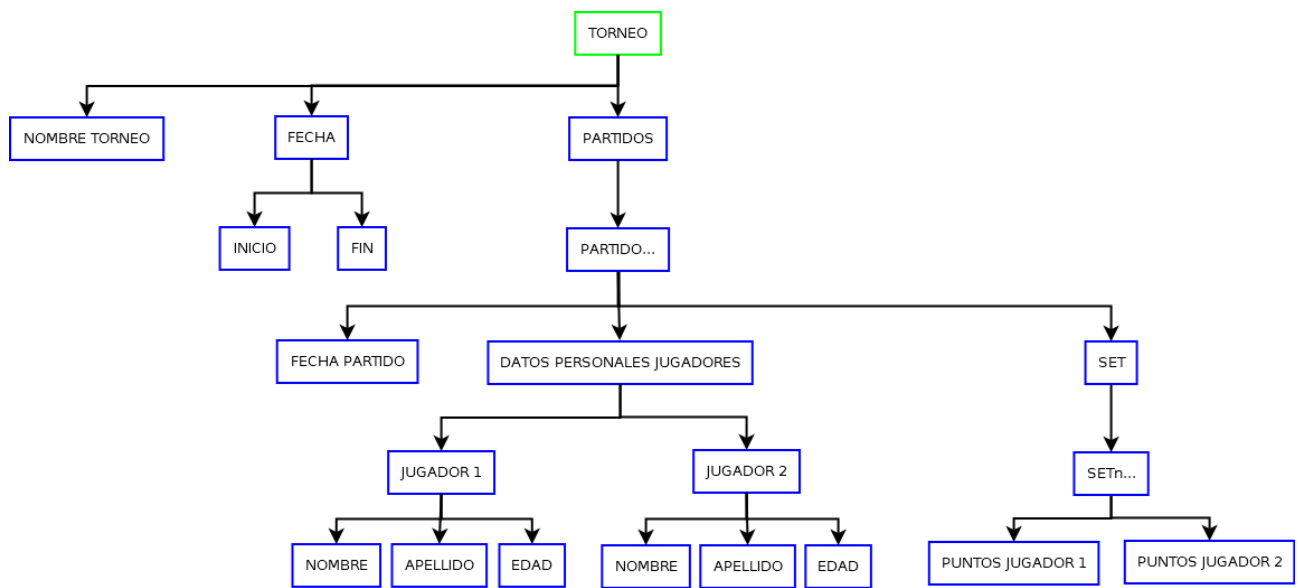 TORNEO
NOMBRE TORNEO
FECHA
PARTIDOS
INICIO
FIN
PARTIDO...
FECHA PARTIDO
DATOS PERSONALES JUGADORES
SET
JUGADOR 1
JUGADOR 2
SETn...
NOMBRE
APELLIDO
EDAD
NOMBRE
APELLIDO
EDAD
PUNTOS JUGADOR 1
PUNTOS JUGADOR 2